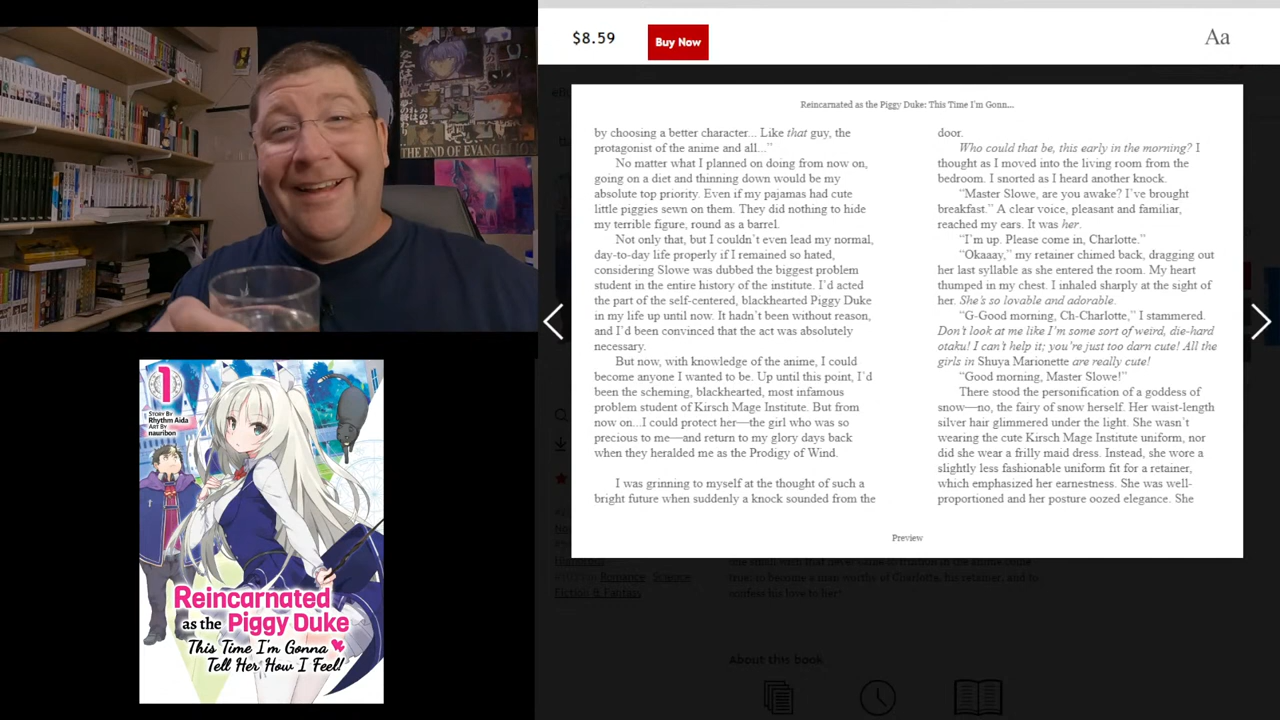 THE END OF EVANGELION
1
STORY BY
Rhythm Aida
ART BY
nauribon
Reincarnated
as the Piggy Duke
This Time I'm Gonna
Tell Her How I Feel!
$8.59
Buy Now
Aa
Reincarnated as the Piggy Duke: This Time I'm Gonn...
by choosing a better character... Like that guy, the
protagonist of the anime and all...”
No matter what I planned on doing from now on,
going on a diet and thinning down would be my
absolute top priority. Even if my pajamas had cute
little piggies sewn on them. They did nothing to hide
my terrible figure, round as a barrel.
Not only that, but I couldn’t even lead my normal,
day-to-day life properly if I remained so hated,
considering Slowe was dubbed the biggest problem
student in the entire history of the institute. I’d acted
the part of the self-centered, blackhearted Piggy Duke
in my life up until now. It hadn’t been without reason,
and I’d been convinced that the act was absolutely
necessary.
But now, with knowledge of the anime, I could
become anyone I wanted to be. Up until this point, I’d
been the scheming, blackhearted, most infamous
problem student of Kirsch Mage Institute. But from
now on...I could protect her—the girl who was so
precious to me—and return to my glory days back
when they heralded me as the Prodigy of Wind.
I was grinning to myself at the thought of such a
bright future when suddenly a knock sounded from the
door.
Who could that be, this early in the morning? I
thought as I moved into the living room from the
bedroom. I snorted as I heard another knock.
“Master Slowe, are you awake? I’ve brought
breakfast.” A clear voice, pleasant and familiar,
reached my ears. It was her.
“I’m up. Please come in, Charlotte.”
“Okaaay,” my retainer chimed back, dragging out
her last syllable as she entered the room. My heart
thumped in my chest. I inhaled sharply at the sight of
her. She’s so lovable and adorable.
“G-Good morning, Ch-Charlotte,” I stammered.
Don’t look at me like I’m some sort of weird, die-hard
otaku! I can’t help it; you’re just too darn cute! All the
girls in Shuya Marionette are really cute!
“Good morning, Master Slowe!”
There stood the personification of a goddess of
snow—no, the fairy of snow herself. Her waist-length
silver hair glimmered under the light. She wasn’t
wearing the cute Kirsch Mage Institute uniform, nor
did she wear a frilly maid dress. Instead, she wore a
slightly less fashionable uniform fit for a retainer,
which emphasized her earnestness. She was well-
proportioned and her posture oozed elegance. She
Preview
Romance Science
Fiction & Fantasy
confess his love to her!
About this book